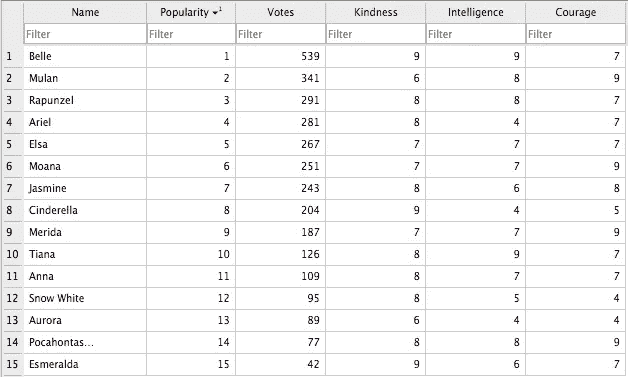 Name Popularity ▾¹ Votes Kindness Intelligence Courage
Filter Filter Filter Filter Filter Filter
1 Belle 1 539 9 9 7
2 Mulan 2 341 6 8 9
3 Rapunzel 3 291 8 8 7
4 Ariel 4 281 8 4 7
5 Elsa 5 267 7 7 7
6 Moana 6 251 7 7 9
7 Jasmine 7 243 8 6 8
8 Cinderella 8 204 9 4 5
9 Merida 9 187 7 7 9
10 Tiana 10 126 8 9 7
11 Anna 11 109 8 7 7
12 Snow White 12 95 8 5 4
13 Aurora 13 89 6 4 4
14 Pocahontas... 14 77 8 8 9
15 Esmeralda 15 42 9 6 7